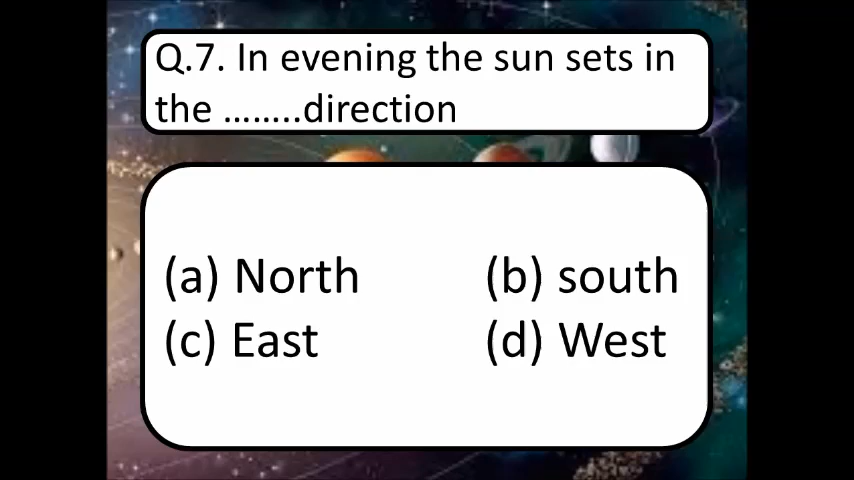 Q.7. In evening the sun sets in
the ........direction
(a) North (b) south
(c) East (d) West